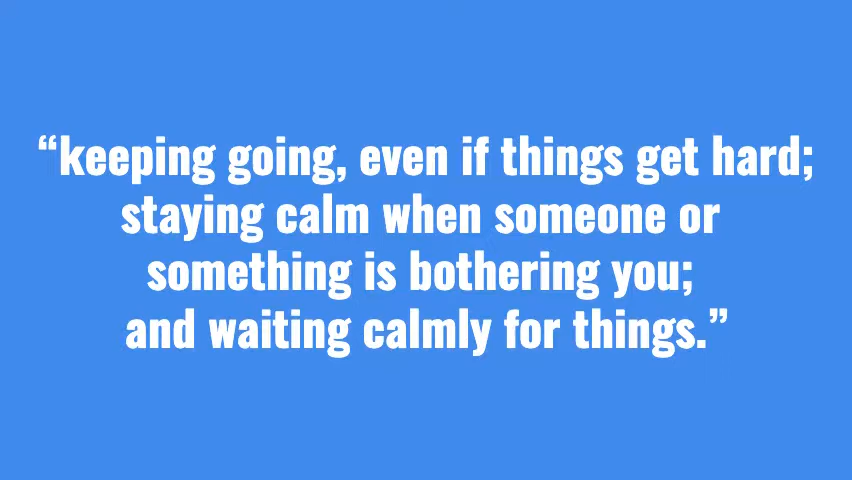 “keeping going, even if things get hard;
staying calm when someone or
something is bothering you;
and waiting calmly for things.”